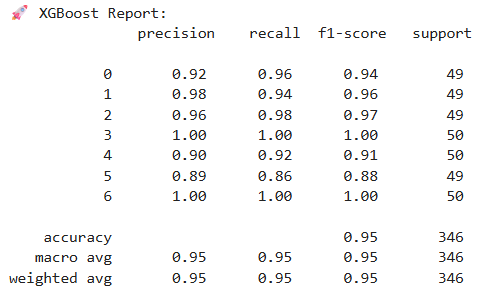 🚀 XGBoost Report:
              precision    recall  f1-score   support

           0       0.92      0.96      0.94        49
           1       0.98      0.94      0.96        49
           2       0.96      0.98      0.97        49
           3       1.00      1.00      1.00        50
           4       0.90      0.92      0.91        50
           5       0.89      0.86      0.88        49
           6       1.00      1.00      1.00        50

    accuracy                           0.95       346
   macro avg       0.95      0.95      0.95       346
weighted avg       0.95      0.95      0.95       346